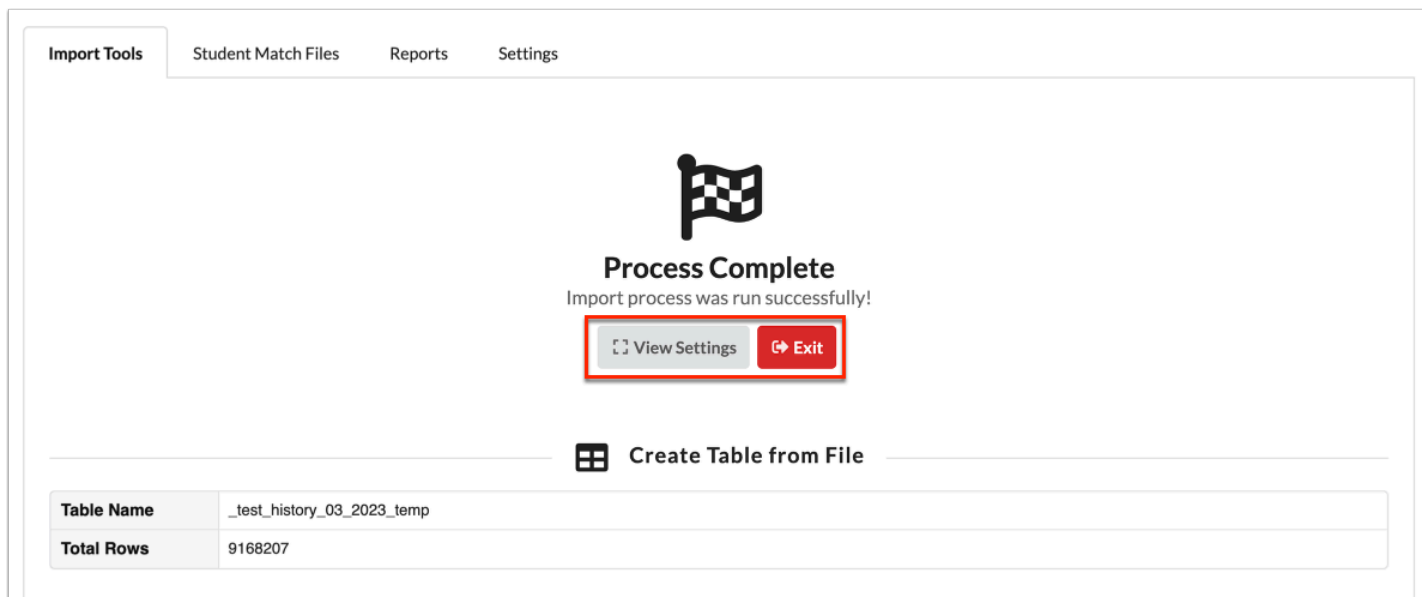 Import Tools Student Match Files Reports Settings
Process Complete
Import process was run successfully!
View Settings Exit
Create Table from File
Table Name _test_history_03_2023_temp
Total Rows 9168207